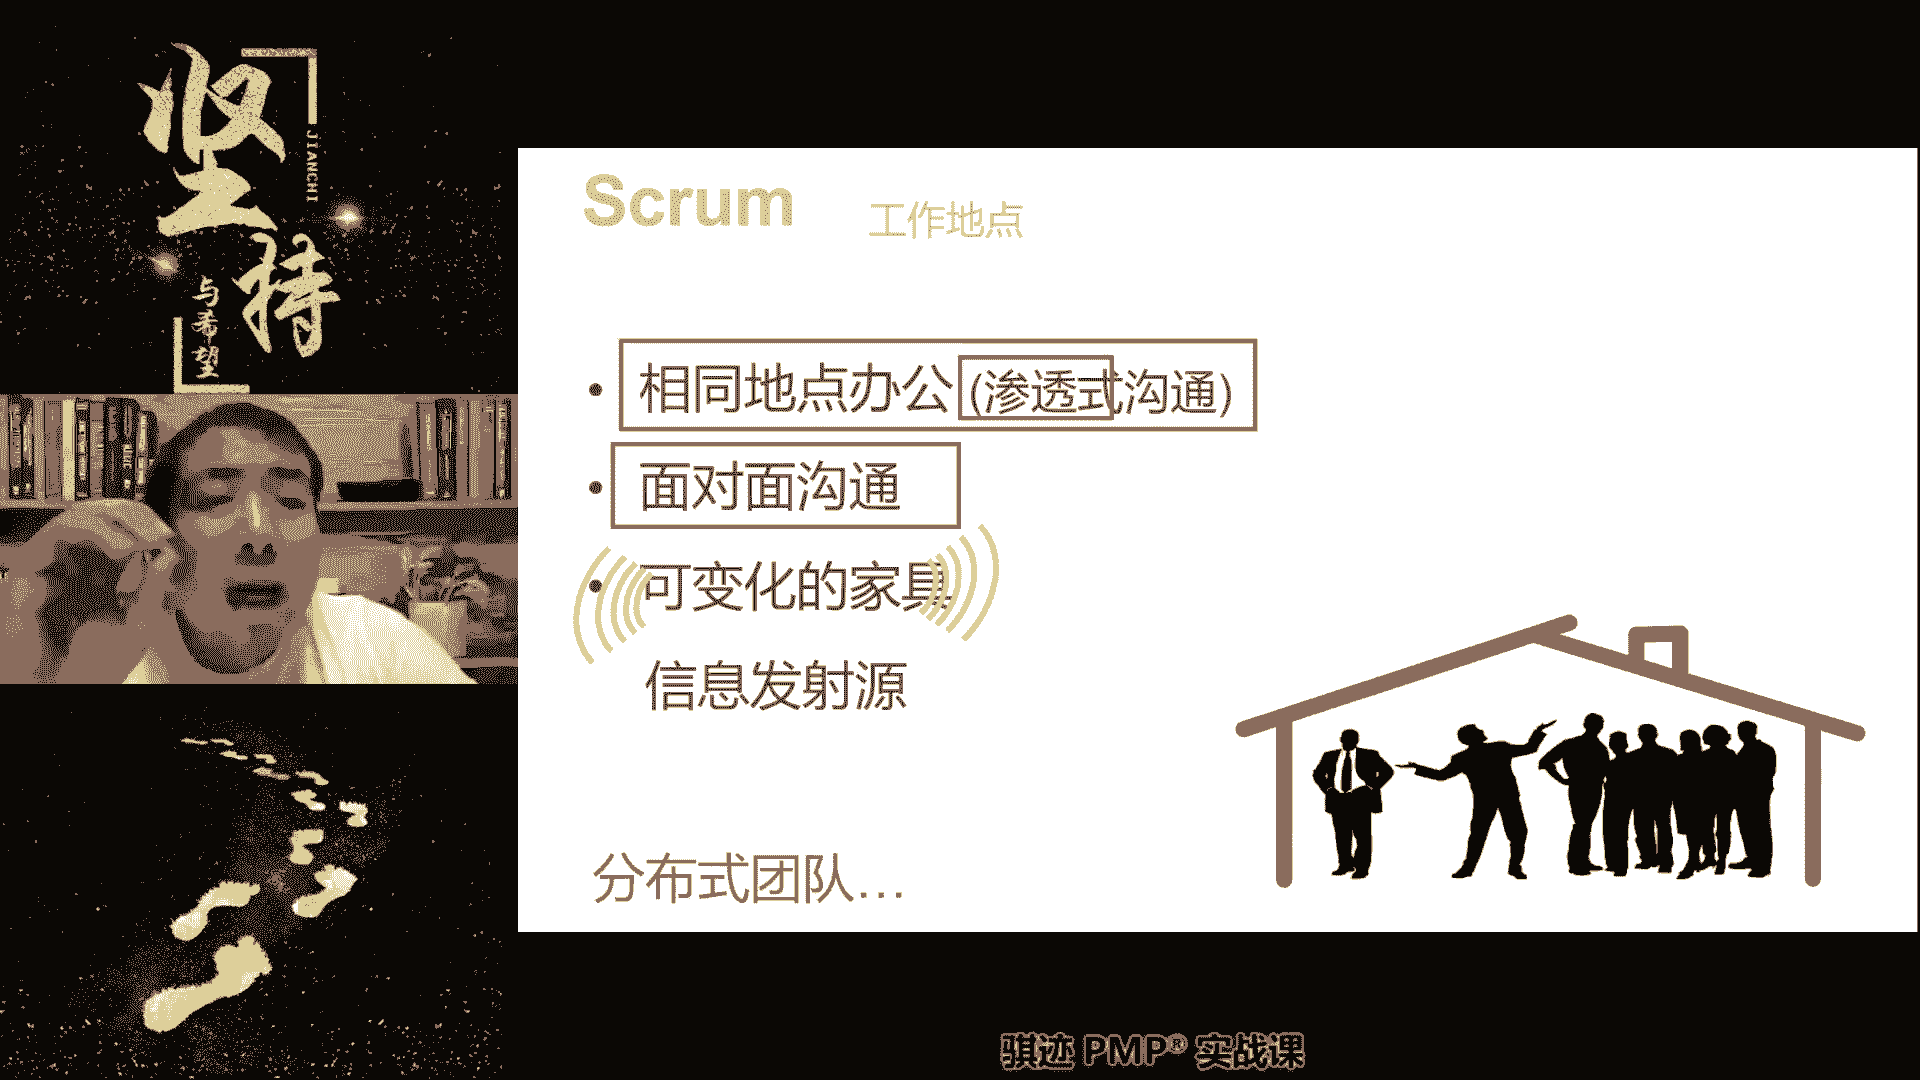 坚持
JIANCHI
与希望
Scrum 工作地点
• 相同地点办公 (渗透式沟通)
• 面对面沟通
• 可变化的家具
信息发射源
分布式团队…
骐迹 PMP® 实战课